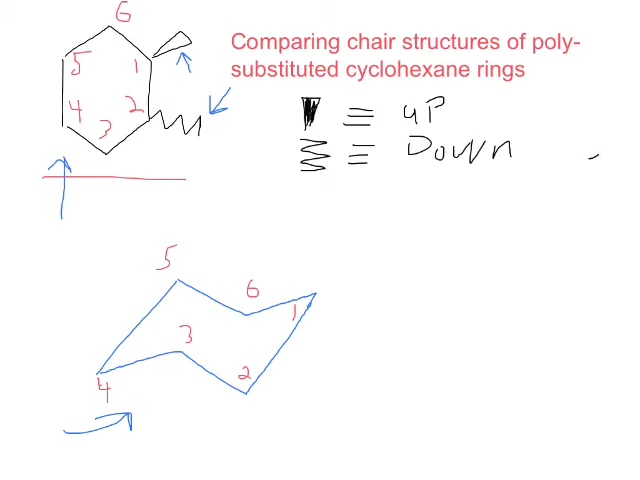 6
Comparing chair structures of poly-
substituted cyclohexane rings
5 1
4 2
3
≡ UP
≡ Down
5
6
1
3
2
4